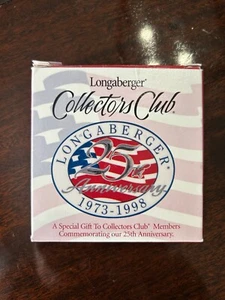 Longaberger®
Collectors Club®
LONGABERGER®
25th
Anniversary
1973-1998
A Special Gift To Collectors Club® Members
Commemorating our 25th Anniversary.